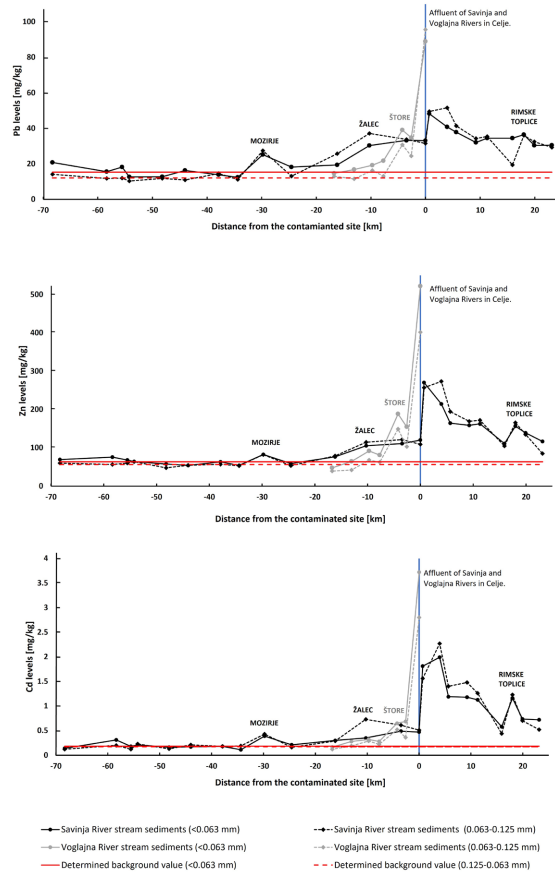 Affluent of Savinja and
Voglajna Rivers in Celje.
Pb levels [mg/kg]
100
80
60
40
20
0
MOZIRJE
ŽALEC
ŠTORE
RIMSKE
TOPLICE
-70 -60 -50 -40 -30 -20 -10 0 10 20
Distance from the contamianted site [km]
Affluent of Savinja and
Voglajna Rivers in Celje.
Zn levels [mg/kg]
500
400
300
200
100
0
MOZIRJE
ŽALEC
ŠTORE
RIMSKE
TOPLICE
-70 -60 -50 -40 -30 -20 -10 0 10 20
Distance from the contaminated site [km]
Affluent of Savinja and
Voglajna Rivers in Celje.
Cd levels [mg/kg]
4
3.5
3
2.5
2
1.5
1
0.5
0
MOZIRJE
ŽALEC
ŠTORE
RIMSKE
TOPLICE
-70 -60 -50 -40 -30 -20 -10 0 10 20
Distance from the contaminated site [km]
Savinja River stream sediments (<0.063 mm)
Savinja River stream sediments (0.063-0.125 mm)
Voglajna River stream sediments (<0.063 mm)
Voglajna River stream sediments (0.063-0.125 mm)
Determined background value (<0.063 mm)
Determined background value (0.125-0.063 mm)